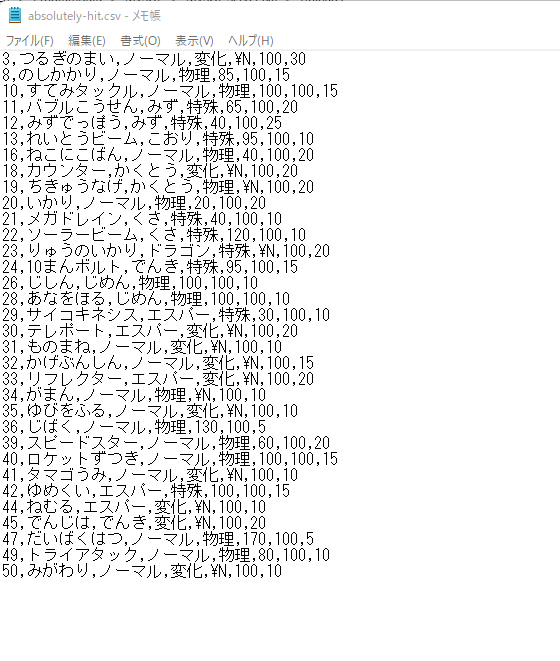 absolutely-hit.csv - メモ帳
ファイル(F) 編集(E) 書式(O) 表示(V) ヘルプ(H)
3,つるぎのまい,ノーマル,変化,¥N,100,30
8,のしかかり,ノーマル,物理,85,100,15
10,すてみタックル,ノーマル,物理,100,100,15
11,バブルこうせん,みず,特殊,65,100,20
12,みずでっぽう,みず,特殊,40,100,25
13,れいとうビーム,こおり,特殊,95,100,10
16,ねこにこばん,ノーマル,物理,40,100,20
18,カウンター,かくとう,変化,¥N,100,20
19,ちきゅうなげ,かくとう,物理,¥N,100,20
20,いかり,ノーマル,物理,20,100,20
21,メガドレイン,くさ,特殊,40,100,10
22,ソーラービーム,くさ,特殊,120,100,10
23,りゅうのいかり,ドラゴン,特殊,¥N,100,20
24,10まんボルト,でんき,特殊,95,100,15
26,じしん,じめん,物理,100,100,10
28,あなをほる,じめん,物理,100,100,10
29,サイコキネシス,エスパー,特殊,30,100,10
30,テレポート,エスパー,変化,¥N,100,20
31,ものまね,ノーマル,変化,¥N,100,10
32,かげぶんしん,ノーマル,変化,¥N,100,15
33,リフレクター,エスパー,変化,¥N,100,20
34,がまん,ノーマル,物理,¥N,100,10
35,ゆびをふる,ノーマル,変化,¥N,100,10
36,じばく,ノーマル,物理,130,100,5
39,スピードスター,ノーマル,物理,60,100,20
40,ロケットずつき,ノーマル,物理,100,100,15
41,タマゴうみ,ノーマル,変化,¥N,100,10
42,ゆめくい,エスパー,特殊,100,100,15
44,ねむる,エスパー,変化,¥N,100,10
45,でんじは,でんき,変化,¥N,100,20
47,だいばくはつ,ノーマル,物理,170,100,5
49,トライアタック,ノーマル,物理,80,100,10
50,みがわり,ノーマル,変化,¥N,100,10